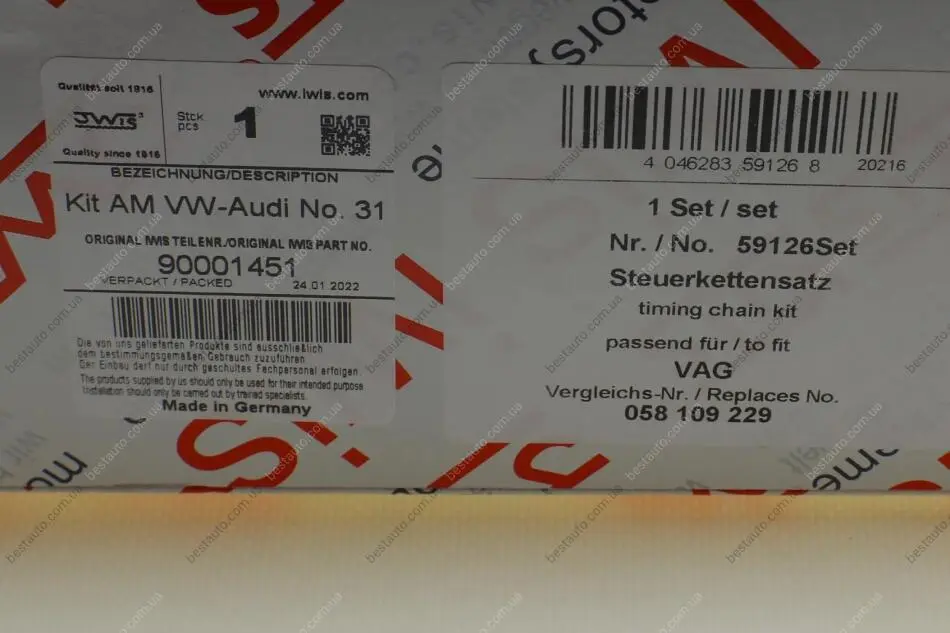 Qualität seit 1916
JWIS
Quality since 1916
Stck
pcs
1
www.iwis.com
BEZEICHNUNG/DESCRIPTION
Kit AM VW-Audi No. 31
ORIGINAL IWIS TEILENR./ORIGINAL IWIS PART NO.
90001451
VERPACKT / PACKED 24.01 2022
Die von uns gelieferten Produkte sind ausschließlich
dem bestimmungsgemäßen Gebrauch zuzuführen.
Der Einbau darf nur durch geschultes Fachpersonal erfolgen.
The products supplied by us should only be used for their intended purpose
Installation should only be carried out by trained specialists.
Made in Germany
4 046283 59126 8 20216
1 Set / set
Nr. / No. 59126Set
Steuerkettensatz
timing chain kit
passend für / to fit
VAG
Vergleichs-Nr. / Replaces No.
058 109 229
bestauto.com.ua